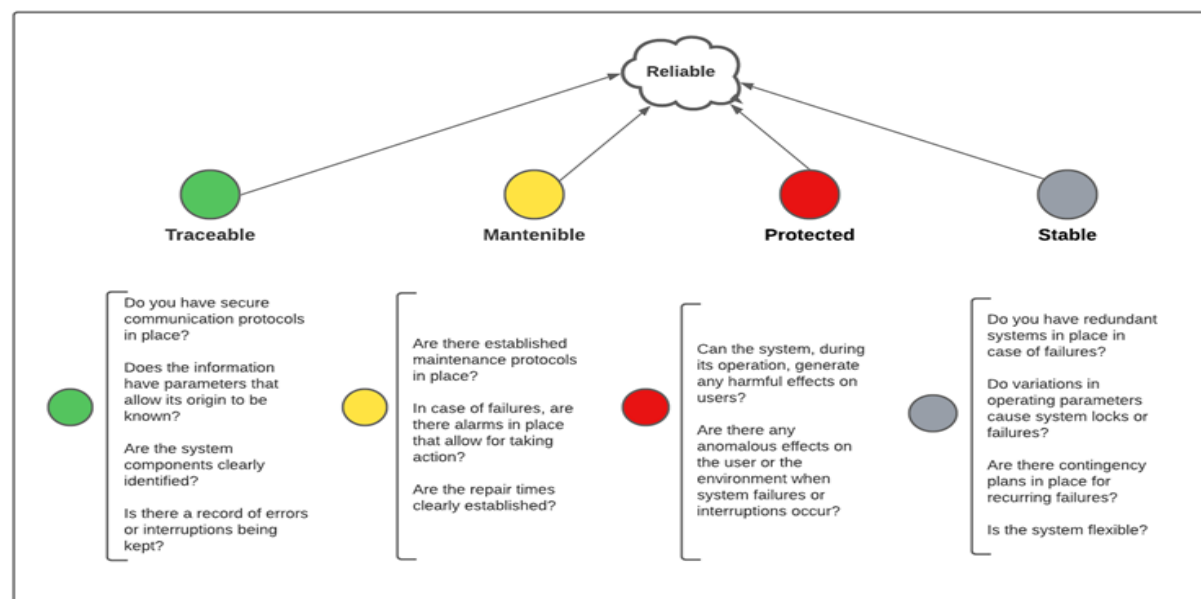 Reliable
Traceable
Mantenible
Protected
Stable
Do you have secure
communication protocols
in place?
Does the information
have parameters that
allow its origin to be
known?
Are the system
components clearly
identified?
Is there a record of errors
or interruptions being
kept?
Are there established
maintenance protocols
in place?
In case of failures, are
there alarms in place
that allow for taking
action?
Are the repair times
clearly established?
Can the system, during
its operation, generate
any harmful effects on
users?
Are there any
anomalous effects on
the user or the
environment when
system failures or
interruptions occur?
Do you have redundant
systems in place in
case of failures?
Do variations in
operating parameters
cause system locks or
failures?
Are there contingency
plans in place for
recurring failures?
Is the system flexible?